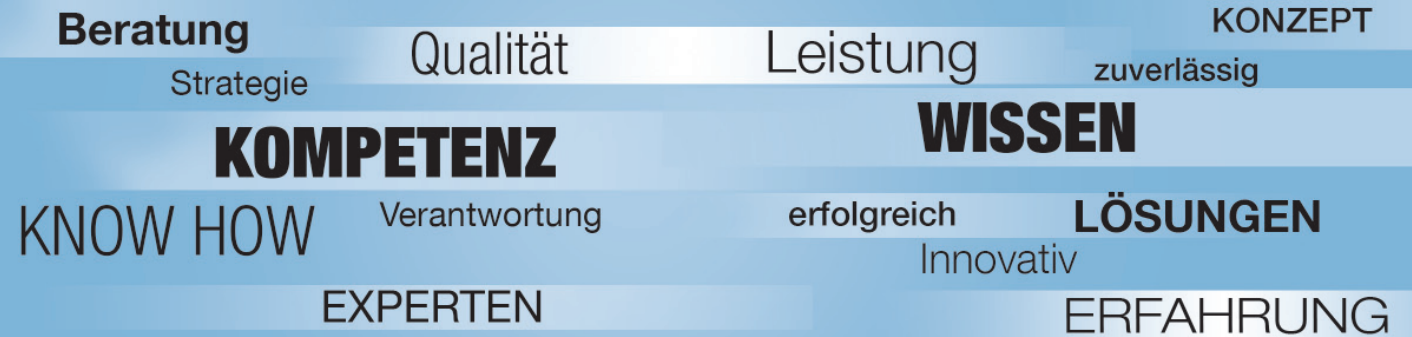 Beratung
KONZEPT
Qualität
Leistung
Strategie
zuverlässig
KOMPETENZ
WISSEN
KNOW HOW
Verantwortung
erfolgreich
LÖSUNGEN
Innovativ
EXPERTEN
ERFAHRUNG